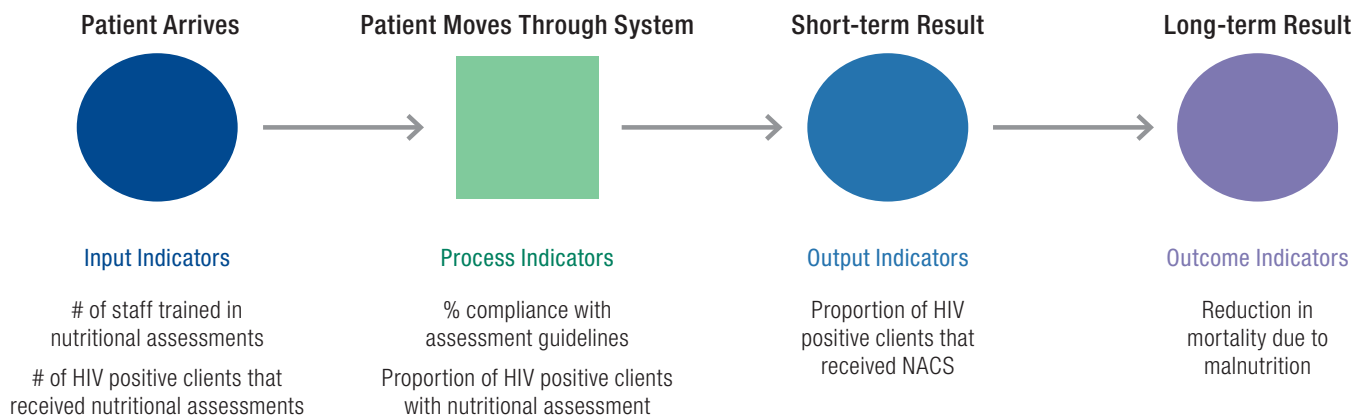 Patient Arrives
Patient Moves Through System
Short-term Result
Long-term Result
Input Indicators
# of staff trained in
nutritional assessments
# of HIV positive clients that
received nutritional assessments
Process Indicators
% compliance with
assessment guidelines
Proportion of HIV positive clients
with nutritional assessment
Output Indicators
Proportion of HIV
positive clients that
received NACS
Outcome Indicators
Reduction in
mortality due to
malnutrition